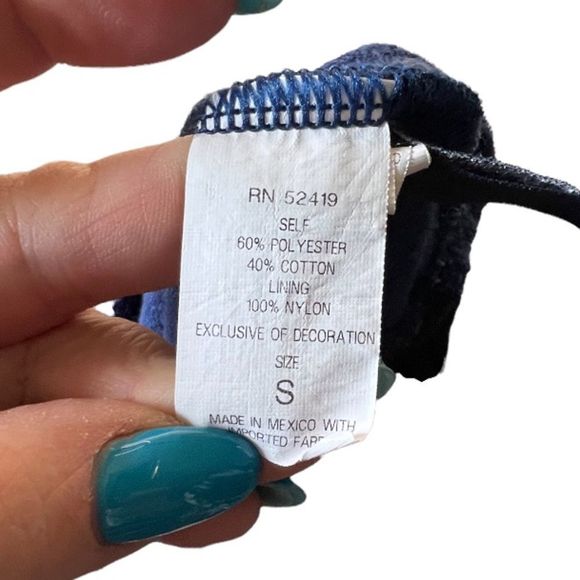 RN 52419
SELF
60% POLYESTER
40% COTTON
LINING
100% NYLON
EXCLUSIVE OF DECORATION
SIZE
S
MADE IN MEXICO WITH